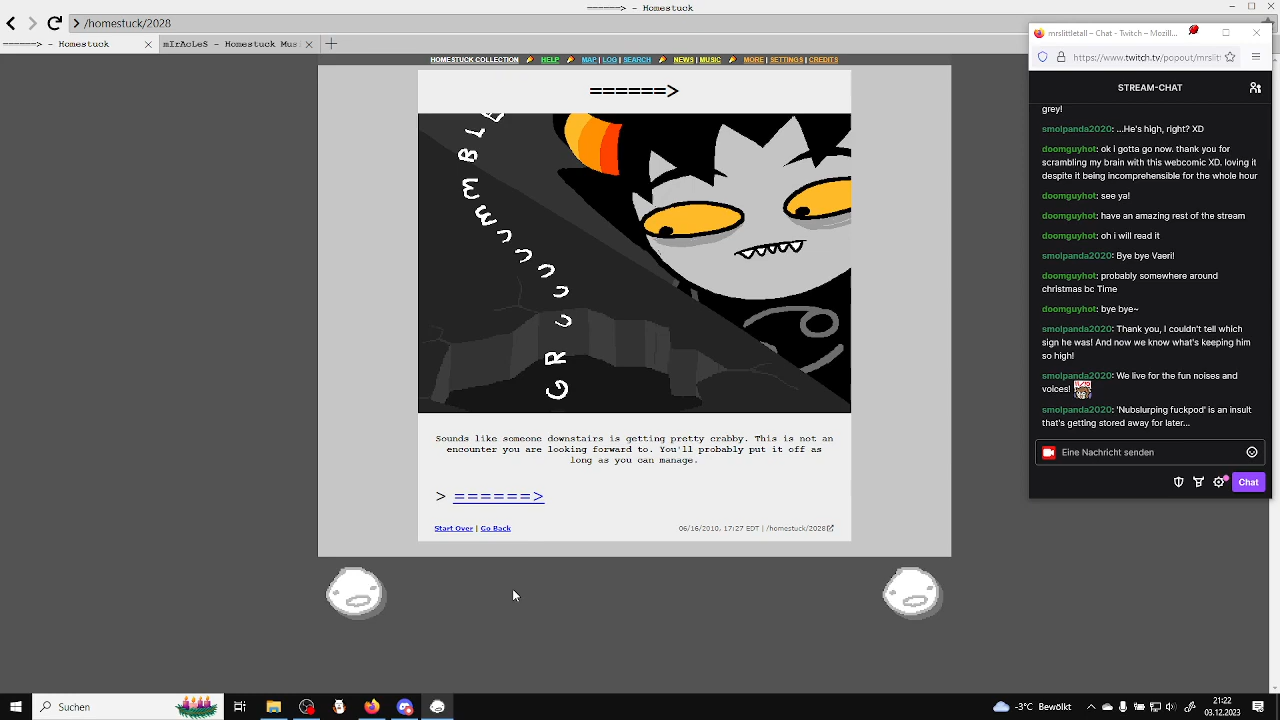 ======> - Homestuck
/homestuck/2028
======> - Homestuck
mIrAcLeS - Homestuck Mus
HOMESTUCK COLLECTION HELP MAP | LOG | SEARCH NEWS | MUSIC MORE | SETTINGS | CREDITS
======>
GR
Sounds like someone downstairs is getting pretty crabby. This is not an
encounter you are looking forward to. You'll probably put it off as
long as you can manage.
> ======>
Start Over | Go Back
06/16/2010, 17:27 EDT | /homestuck/2028
mrslittletall – Chat - Twitch – Mozill...
https://www.twitch.tv/popout/mrslitt
STREAM-CHAT
grey!
smolpanda2020: ...He's high, right? XD
doomguyhot: ok I gotta go now. thank you for
scrambling my brain with this webcomic XD. loving it
despite it being incomprehensible for the whole hour
doomguyhot: see ya!
doomguyhot: have an amazing rest of the stream
doomguyhot: oh i will read it
smolpanda2020: Bye bye Vaeri!
doomguyhot: probably somewhere around
christmas bc Time
doomguyhot: bye bye~
smolpanda2020: Thank you, I couldn't tell which
sign he was! And now we know what's keeping him
so high!
smolpanda2020: We live for the fun noises and
voices!
smolpanda2020: 'Nubslurping fuckpod' is an insult
that's getting stored away for later...
Eine Nachricht senden
Chat
Suchen
-3°C Bewölkt
21:22
03.12.2023